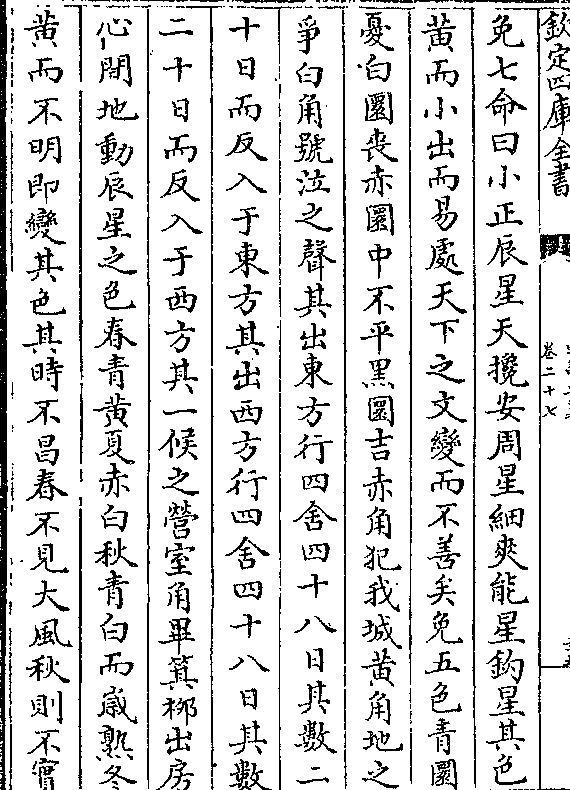 欽定四庫全書
卷二十七
免七命曰小正辰星天攙安周星細爽能星鈎星其色
黄而小出而易處天下之文變而不善矣免五色青圜
憂白圜喪赤圜中不平黑圜吉赤角犯我城黄角地之
爭白角號泣之聲其出東方行四舍四十八日其數二
十日而反入于東方其出西方行四舍四十八日其數
二十日而反入于西方其一候之營室角畢箕桺出房
心間地動辰星之色春青黄夏赤白秋青白而嵗熟冬
黄而不明即變其色其時不昌春不見大風秋則不實